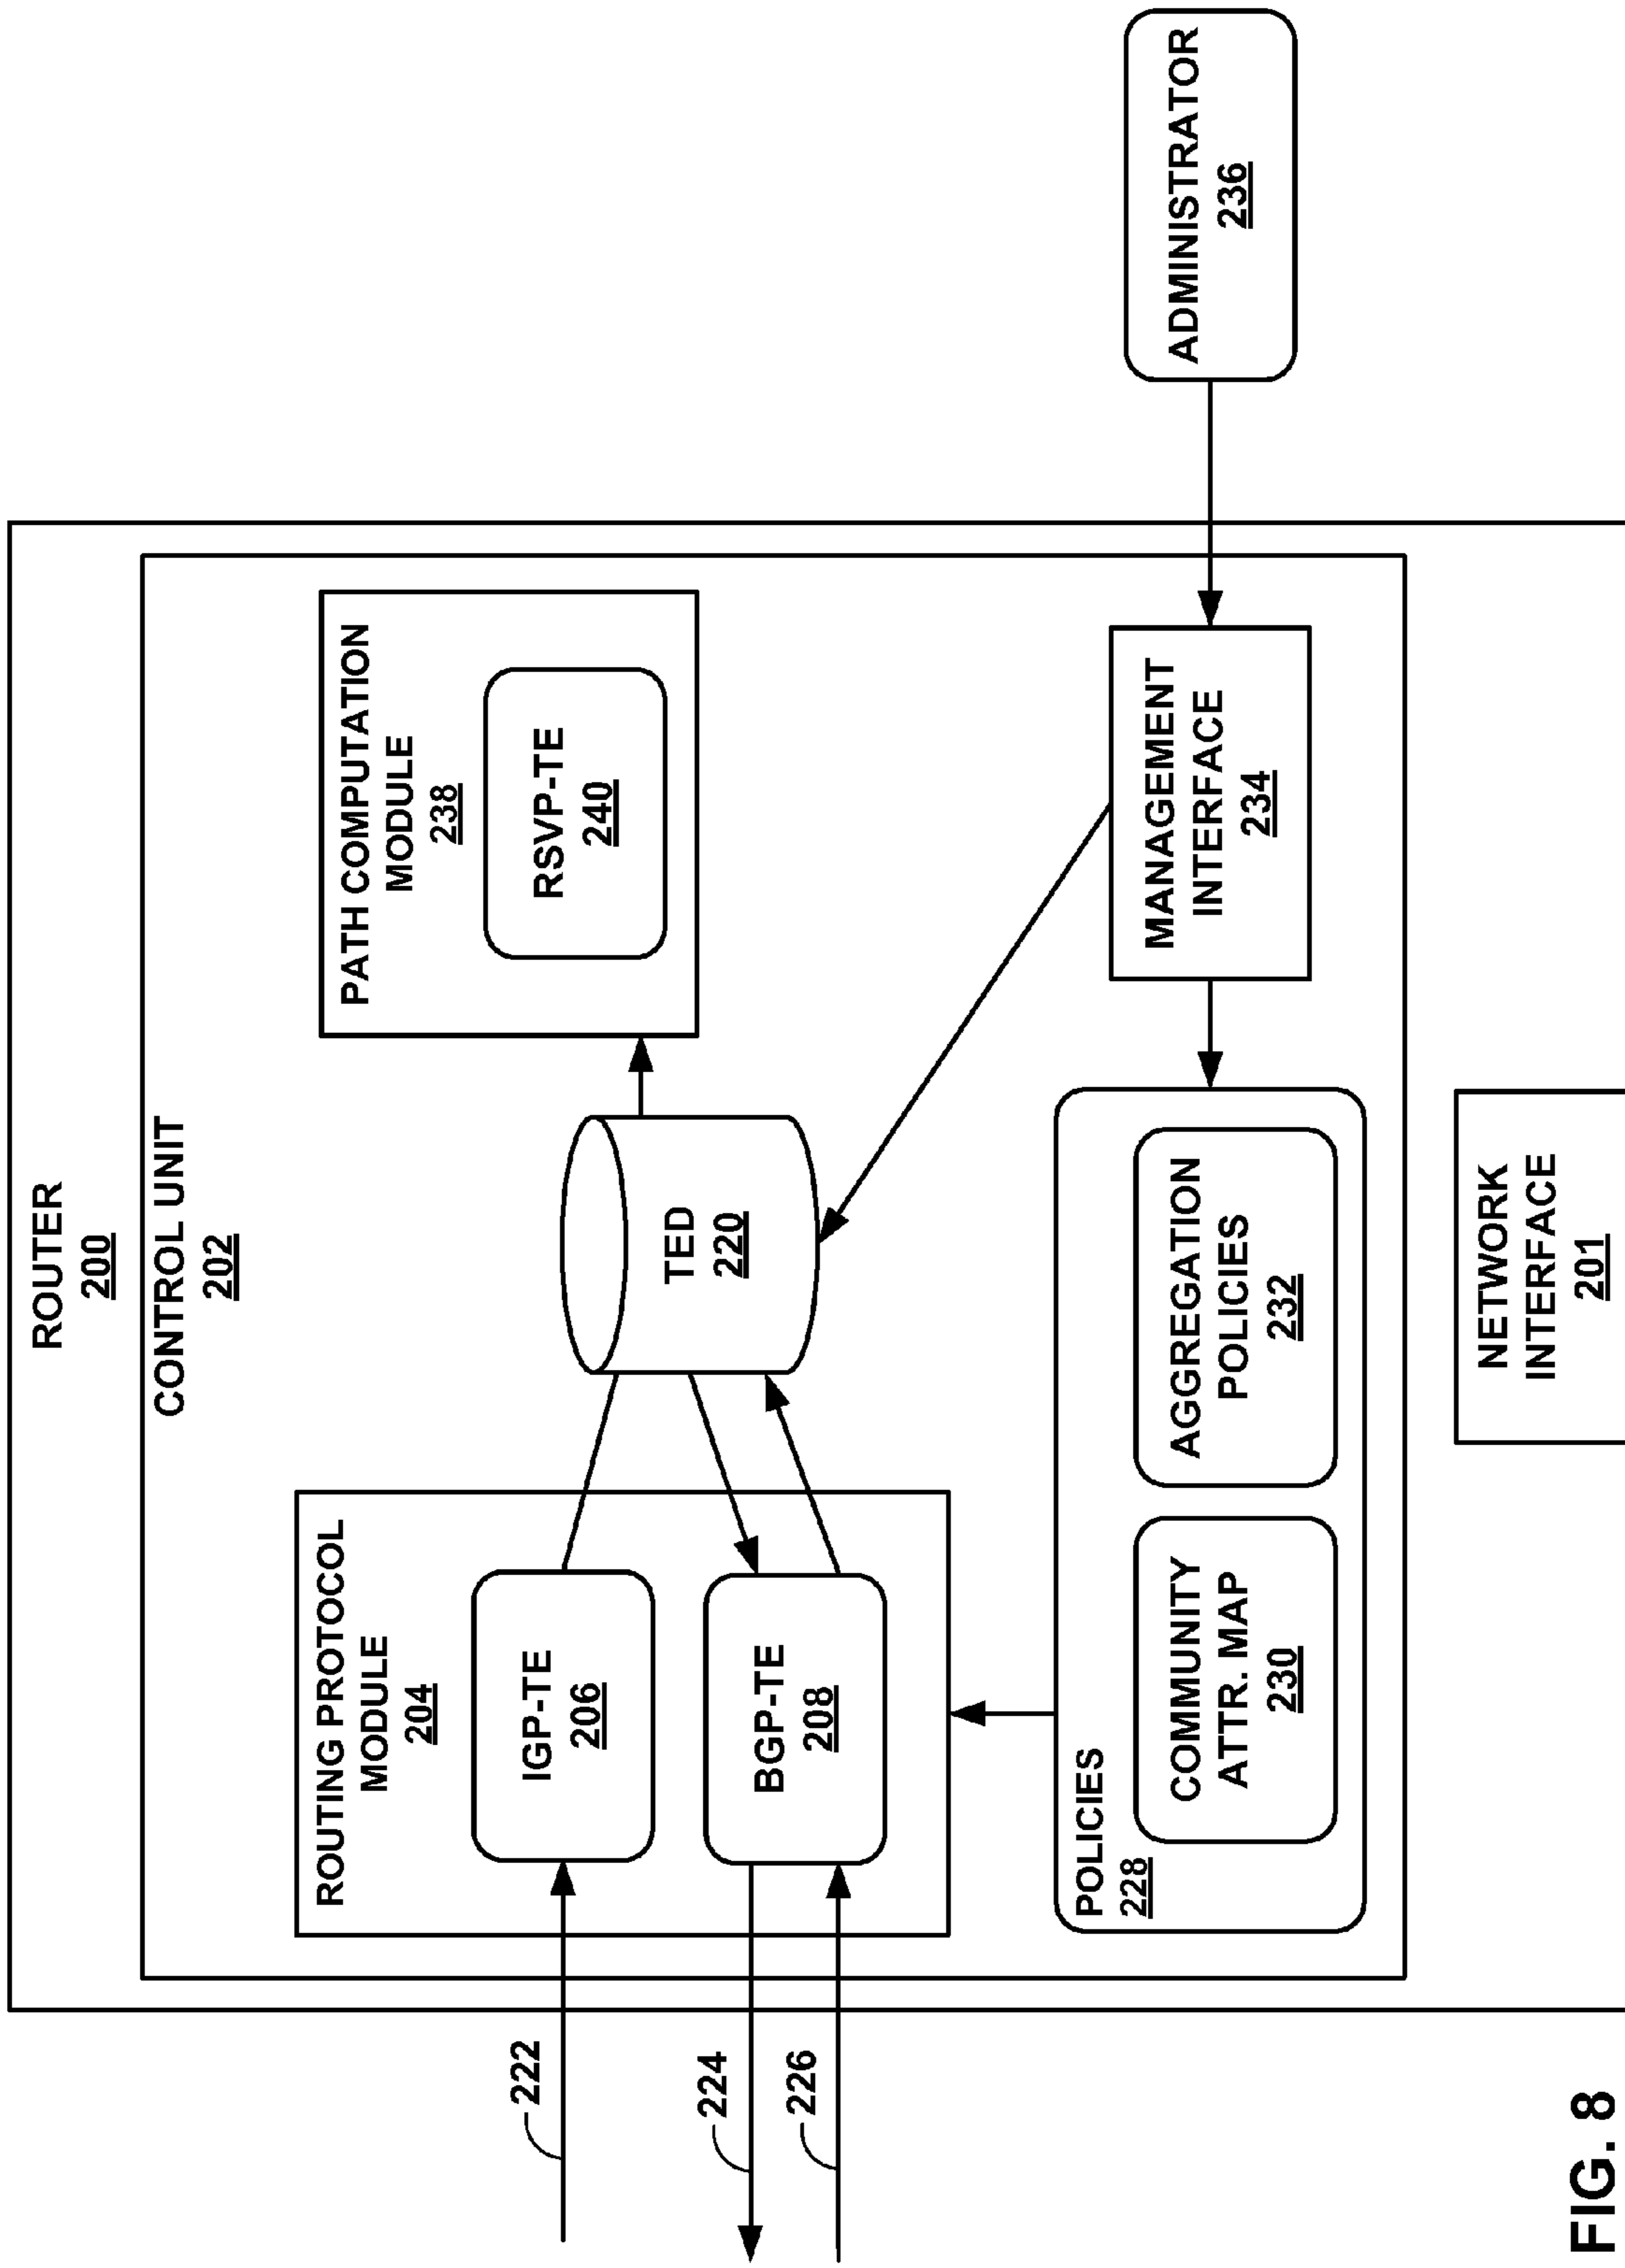 ROUTER
200
CONTROL UNIT
202
ROUTING PROTOCOL
MODULE
204
IGP-TE
206
BGP-TE
208
222
224
226
TED
220
PATH COMPUTATION
MODULE
238
RSVP-TE
240
POLICIES
228
COMMUNITY
ATTR. MAP
230
AGGREGATION
POLICIES
232
MANAGEMENT
INTERFACE
234
ADMINISTRATOR
236
NETWORK
INTERFACE
201
FIG. 8